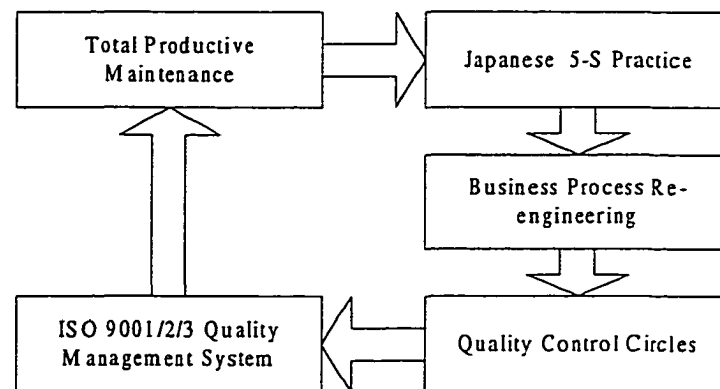 Total Productive
Maintenance
Japanese 5-S Practice
Business Process Re-
engineering
Quality Control Circles
ISO 9001/2/3 Quality
Management System